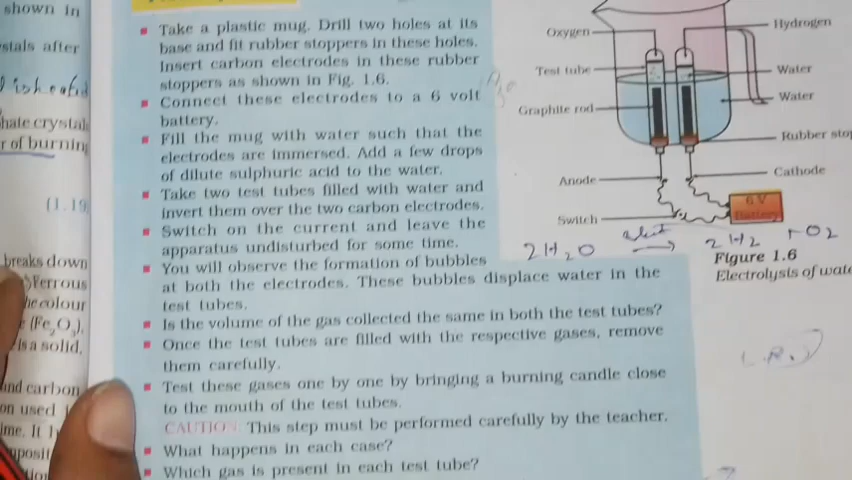 shown in
stals after
hate crystal
r of burning
(1.19
breaks down
Ferrous
he colour
(Fe2O3),
is a solid,
and carbon
on used
ime. It
Take a plastic mug. Drill two holes at its
base and fit rubber stoppers in these holes.
Insert carbon electrodes in these rubber
stoppers as shown in Fig. 1.6.
Connect these electrodes to a 6 volt
battery.
Fill the mug with water such that the
electrodes are immersed. Add a few drops
of dilute sulphuric acid to the water.
Take two test tubes filled with water and
invert them over the two carbon electrodes.
Switch on the current and leave the
apparatus undisturbed for some time.
You will observe the formation of bubbles
at both the electrodes. These bubbles displace water in the
test tubes.
Is the volume of the gas collected the same in both the test tubes?
Once the test tubes are filled with the respective gases, remove
them carefully.
Test these gases one by one by bringing a burning candle close
to the mouth of the test tubes.
CAUTION: This step must be performed carefully by the teacher.
What happens in each case?
Which gas is present in each test tube?
Oxygen
Hydrogen
Test tube
Water
Water
Graphite rod
Rubber stop
Anode
Cathode
Switch
6 V
Battery
2H2O → 2H2 + O2
Figure 1.6
Electrolysis of wate